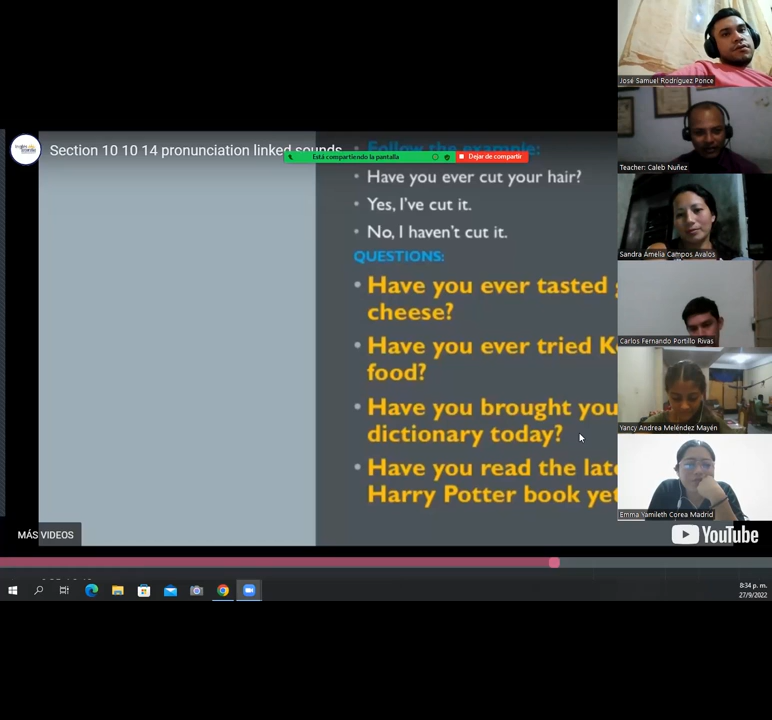 Section 10 10 14 pronunciation linked sounds
Está compartiendo la pantalla
Dejar de compartir
Follow the example:
Have you ever cut your hair?
Yes, I've cut it.
No, I haven't cut it.
QUESTIONS:
Have you ever tasted
cheese?
Have you ever tried
food?
Have you brought
dictionary today?
Have you read the
Harry Potter book
MÁS VIDEOS
YouTube
José Samuel Rodríguez Ponce
Teacher: Caleb Nuñez
Sandra Amelia Campos Avalos
Carlos Fernando Portillo Rivas
Yancy Andrea Meléndez Mayén
Emma Yamileth Corea Madrid
8:34 p. m.
27/9/2022